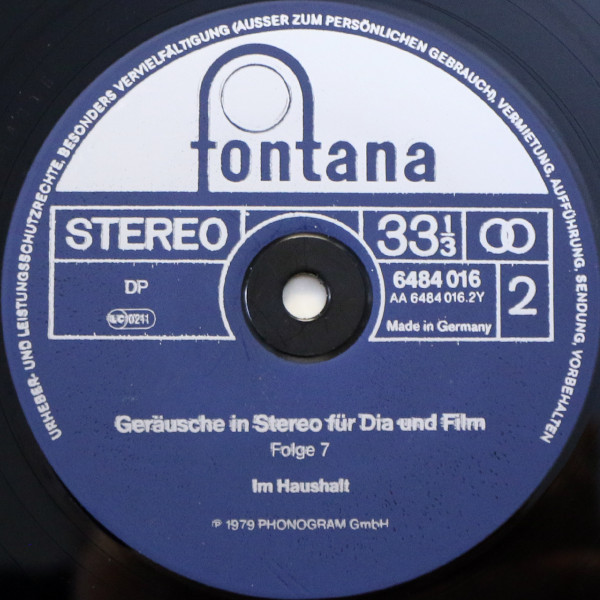 URHEBER- UND LEISTUNGSSCHUTZRECHTE, BESONDERS VERVIELFÄLTIGUNG (AUSSER ZUM PERSÖNLICHEN GEBRAUCH), VERMIETUNG, AUFFÜHRUNG, SENDUNG, VORBEHALTEN
fontana
STEREO
33 1/3
DP
LC 0211
6484 016
AA 6484 016.2Y
Made in Germany
2
Geräusche in Stereo für Dia und Film
Folge 7
Im Haushalt
℗ 1979 PHONOGRAM GmbH